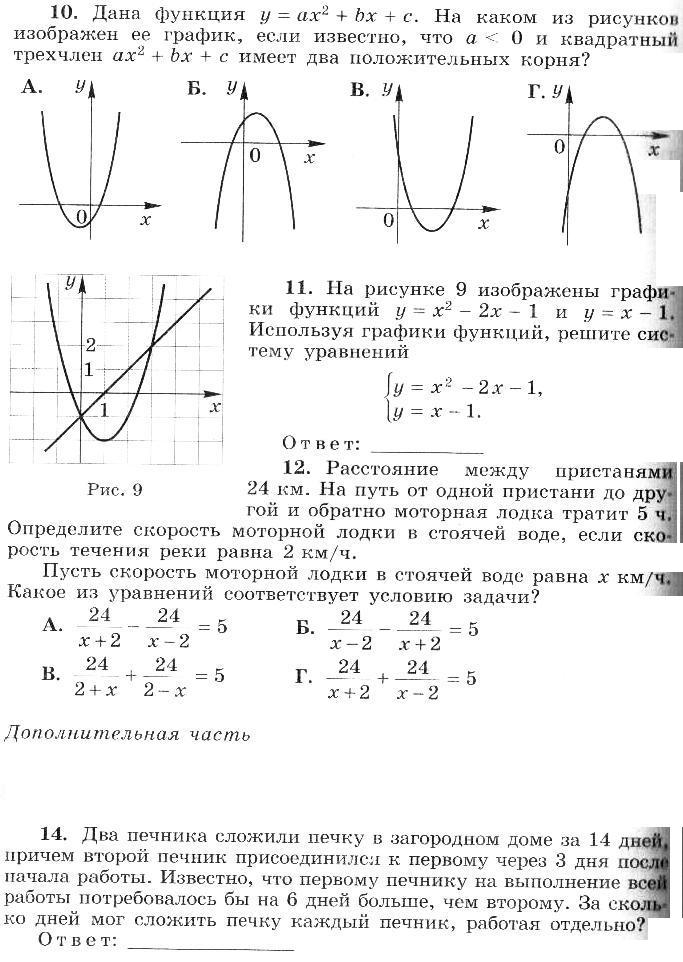 10. Дана функция y = ax² + bx + c. На каком из рисунков
изображен ее график, если известно, что a < 0 и квадратный
трехчлен ax² + bx + c имеет два положительных корня?
А. Б. В. Г.
y y y y
0 x 0 x 0 x 0 x
y
2
1
1 x
Рис. 9
11. На рисунке 9 изображены графи-
ки функций y = x² − 2x − 1 и y = x − 1.
Используя графики функций, решите сис-
тему уравнений
{y = x² − 2x − 1,
{y = x − 1.
Ответ: ____________
12. Расстояние между пристанями
24 км. На путь от одной пристани до дру-
гой и обратно моторная лодка тратит 5 ч.
Определите скорость моторной лодки в стоячей воде, если ско-
рость течения реки равна 2 км/ч.
Пусть скорость моторной лодки в стоячей воде равна x км/ч.
Какое из уравнений соответствует условию задачи?
А. 24/(x+2) − 24/(x−2) = 5 Б. 24/(x−2) − 24/(x+2) = 5
В. 24/(2+x) + 24/(2−x) = 5 Г. 24/(x+2) + 24/(x−2) = 5
Дополнительная часть
14. Два печника сложили печку в загородном доме за 14 дней,
причем второй печник присоединился к первому через 3 дня после
начала работы. Известно, что первому печнику на выполнение всей
работы потребовалось бы на 6 дней больше, чем второму. За сколь-
ко дней мог сложить печку каждый печник, работая отдельно?
Ответ: ____________